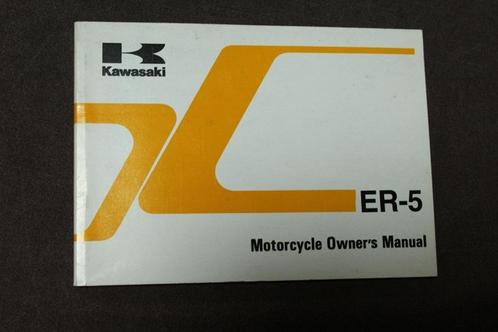 Kawasaki
ER-5
Motorcycle Owner's Manual